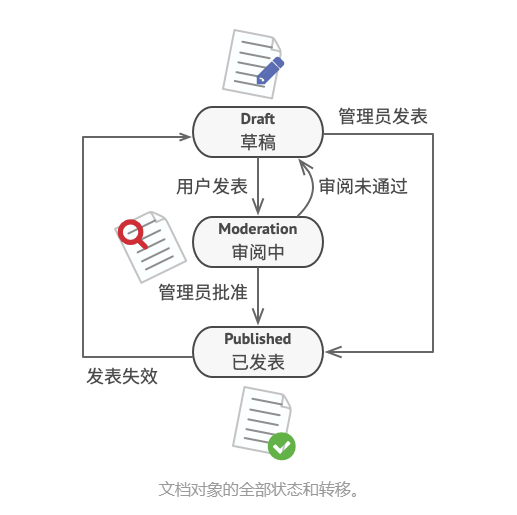 Draft
草稿
管理员发表
用户发表
审阅未通过
Moderation
审阅中
管理员批准
Published
已发表
发表失效
文档对象的全部状态和转移。